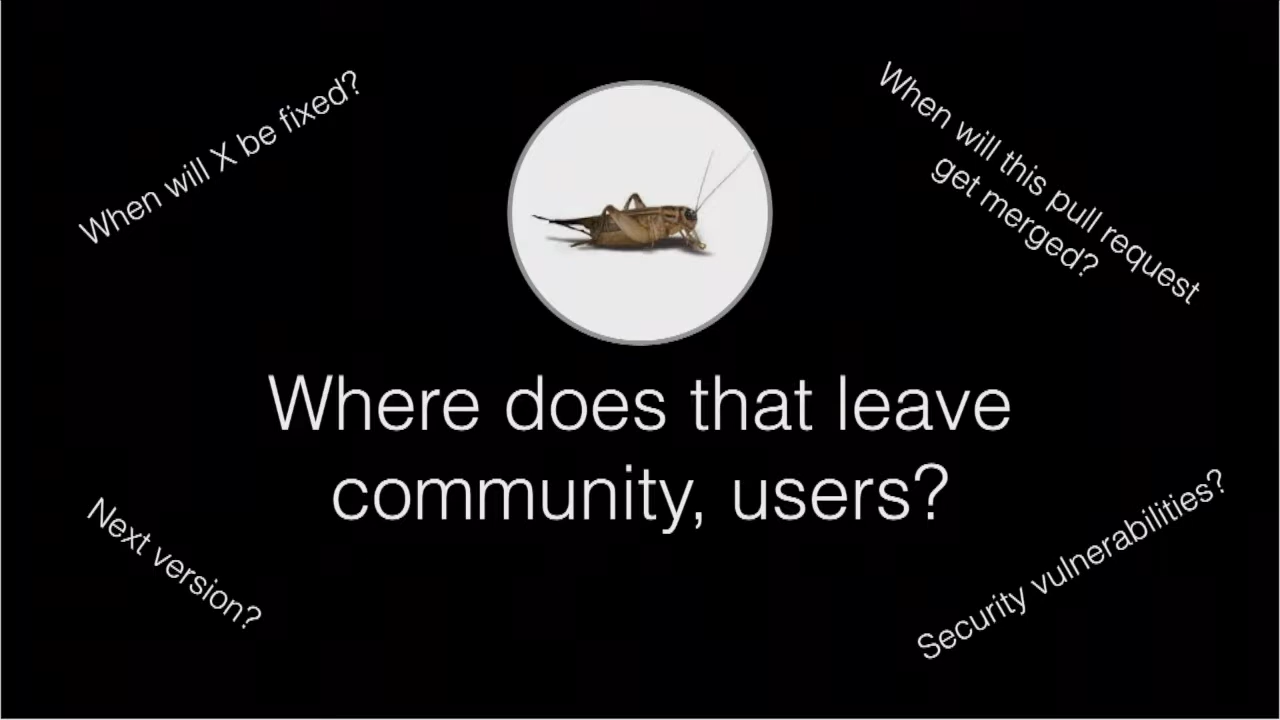 When will X be fixed?
When will this pull request
get merged?
Where does that leave
community, users?
Next version?
Security vulnerabilities?